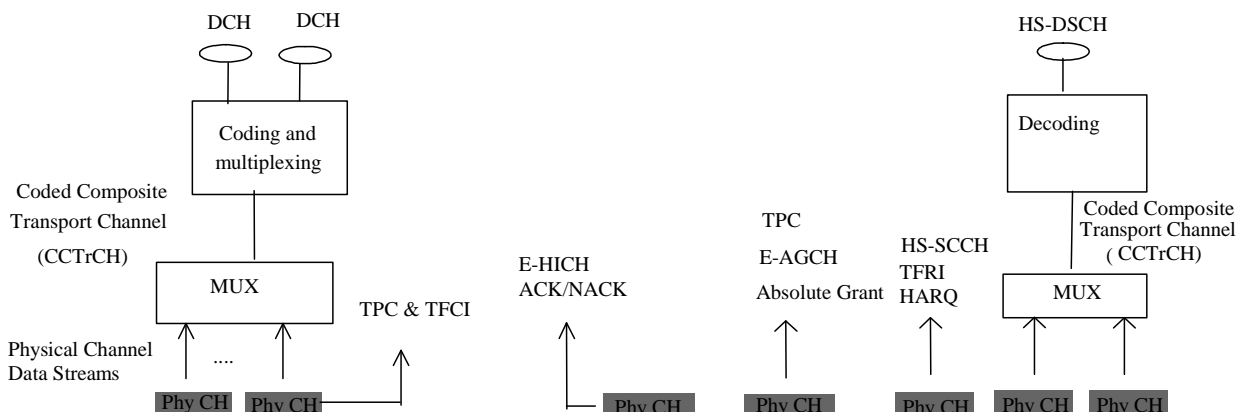 DCH
DCH
Coding and
multiplexing
Coded Composite
Transport Channel
(CCTrCH)
MUX
TPC & TFCI
Physical Channel
Data Streams
....
Phy CH
Phy CH
E-HICH
ACK/NACK
Phy CH
TPC
E-AGCH
Absolute Grant
Phy CH
HS-SCCH
TFRI
HARQ
Phy CH
HS-DSCH
Decoding
Coded Composite
Transport Channel
( CCTrCH)
MUX
Phy CH
Phy CH